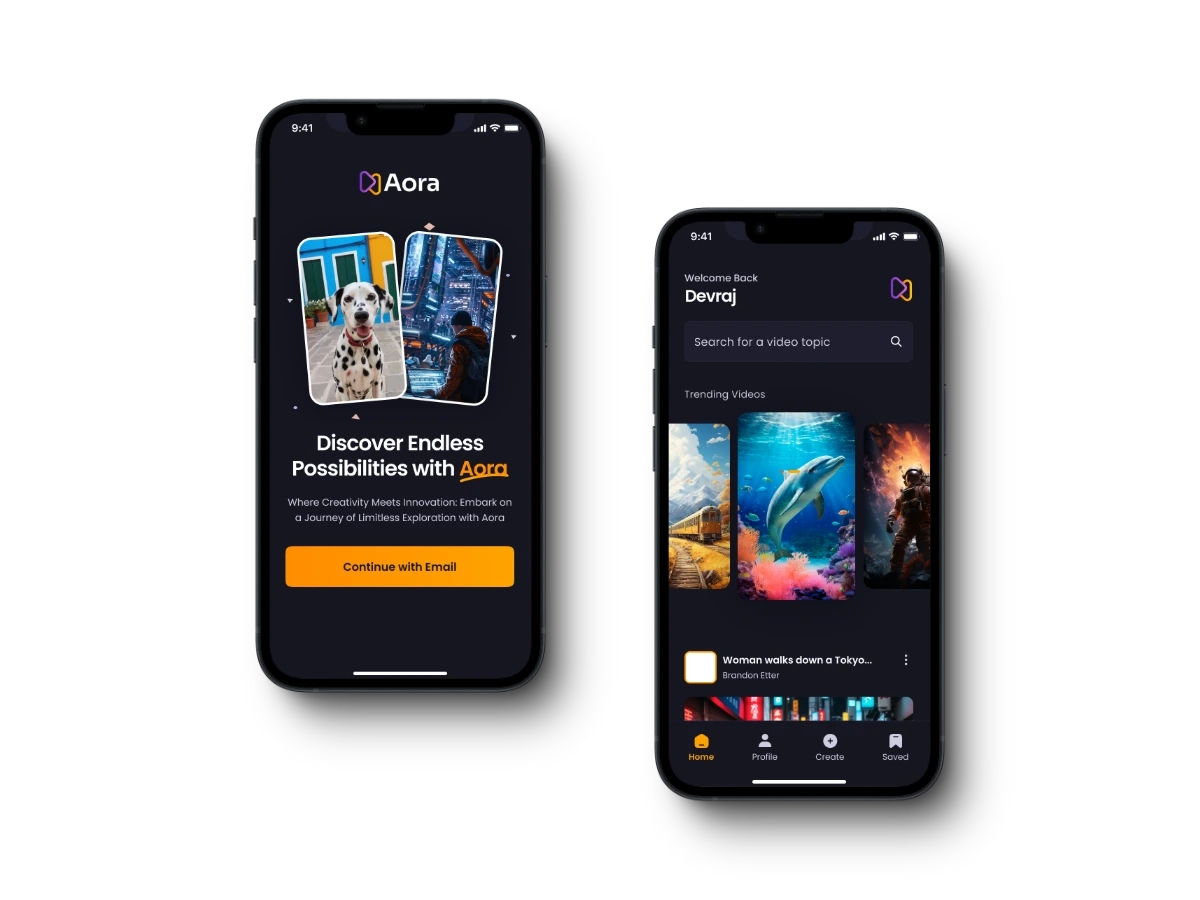 9:41
Aora
Discover Endless
Possibilities with Aora
Where Creativity Meets Innovation: Embark on
a Journey of Limitless Exploration with Aora
Continue with Email
9:41
Welcome Back
Devraj
Search for a video topic
Trending Videos
Woman walks down a Tokyo...
Brandon Etter
Home
Profile
Create
Saved